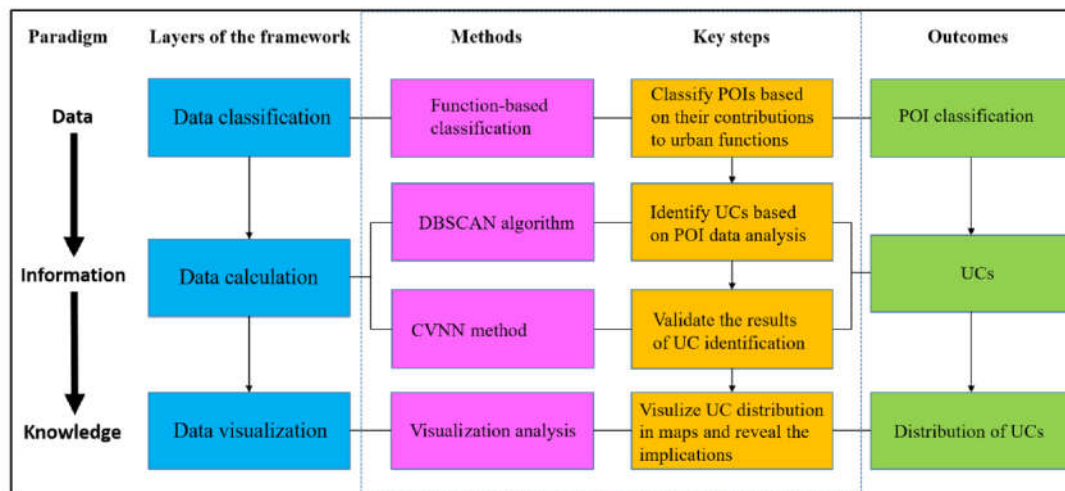 Paradigm
Layers of the framework
Methods
Key steps
Outcomes
Data
Data classification
Function-based
classification
Classify POIs based
on their contributions
to urban functions
POI classification
DBSCAN algorithm
Identify UCs based
on POI data analysis
Information
Data calculation
UCs
CVNN method
Validate the results
of UC identification
Knowledge
Data visualization
Visualization analysis
Visulize UC distribution
in maps and reveal the
implications
Distribution of UCs